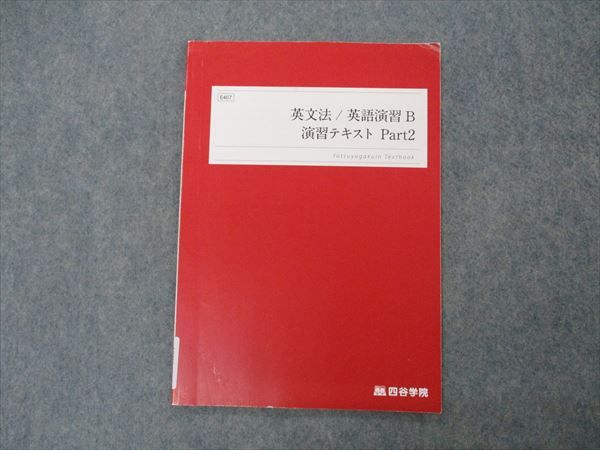 6407
英文法 / 英語演習 B
演習テキスト Part2
Yotsuyagakuin Textbook
四谷学院